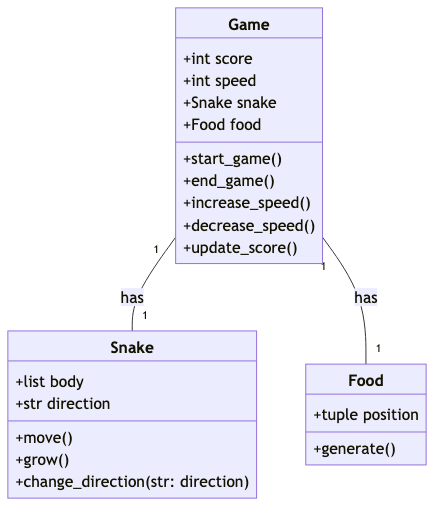 Game
+int score
+int speed
+Snake snake
+Food food
+start_game()
+end_game()
+increase_speed()
+decrease_speed()
+update_score()
1
1
has
has
1
1
Snake
+list body
+str direction
+move()
+grow()
+change_direction(str: direction)
Food
+tuple position
+generate()